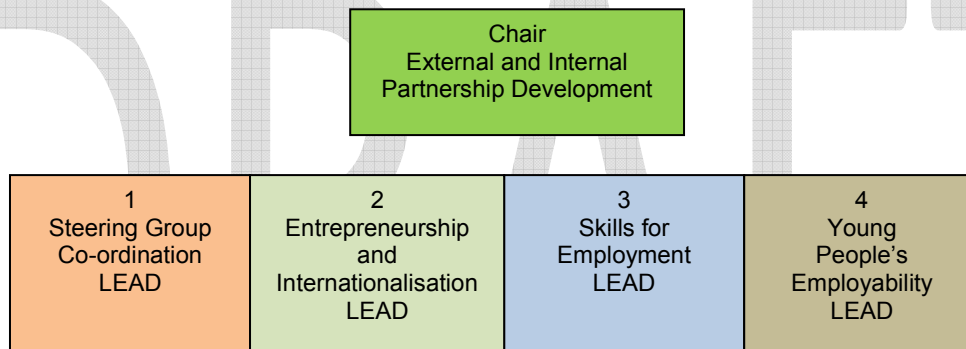 DRAFT
Chair
External and Internal
Partnership Development
1
Steering Group
Co-ordination
LEAD
2
Entrepreneurship
and
Internationalisation
LEAD
3
Skills for
Employment
LEAD
4
Young
People’s
Employability
LEAD